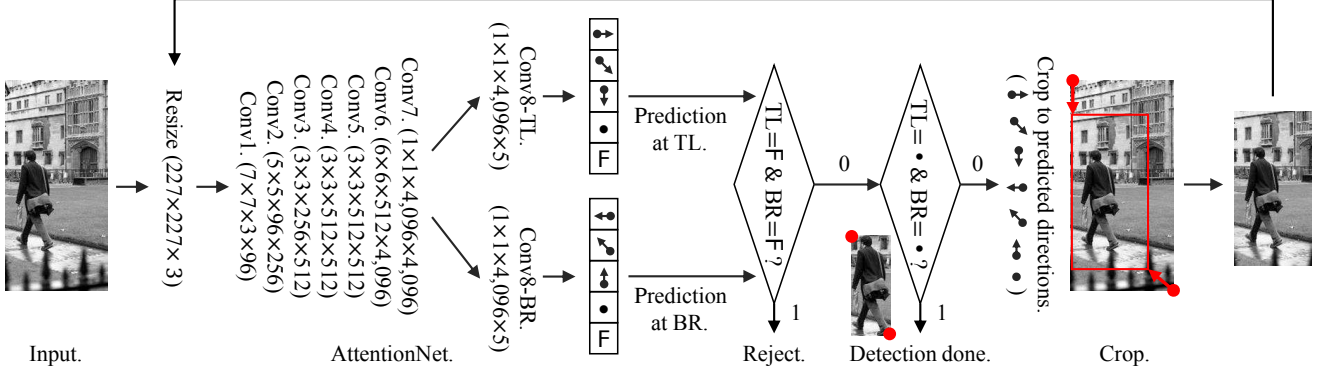 Resize (227×227× 3)
Conv1. (7×7×3×96)
Conv2. (5×5×96×256)
Conv3. (3×3×256×512)
Conv4. (3×3×512×512)
Conv5. (3×3×512×512)
Conv6. (6×6×512×4,096)
Conv7. (1×1×4,096×4,096)
Conv8-TL.
(1×1×4,096×5)
F
Prediction
at TL.
Conv8-BR.
(1×1×4,096×5)
F
Prediction
at BR.
TL=F & BR=F ?
0
1
TL= • & BR= • ?
0
1
Crop to predicted directions.
Input.
AttentionNet.
Reject.
Detection done.
Crop.